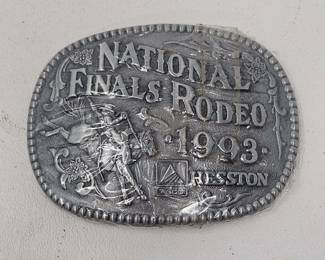 NATIONAL
FINALS RODEO
1993
HESSTON